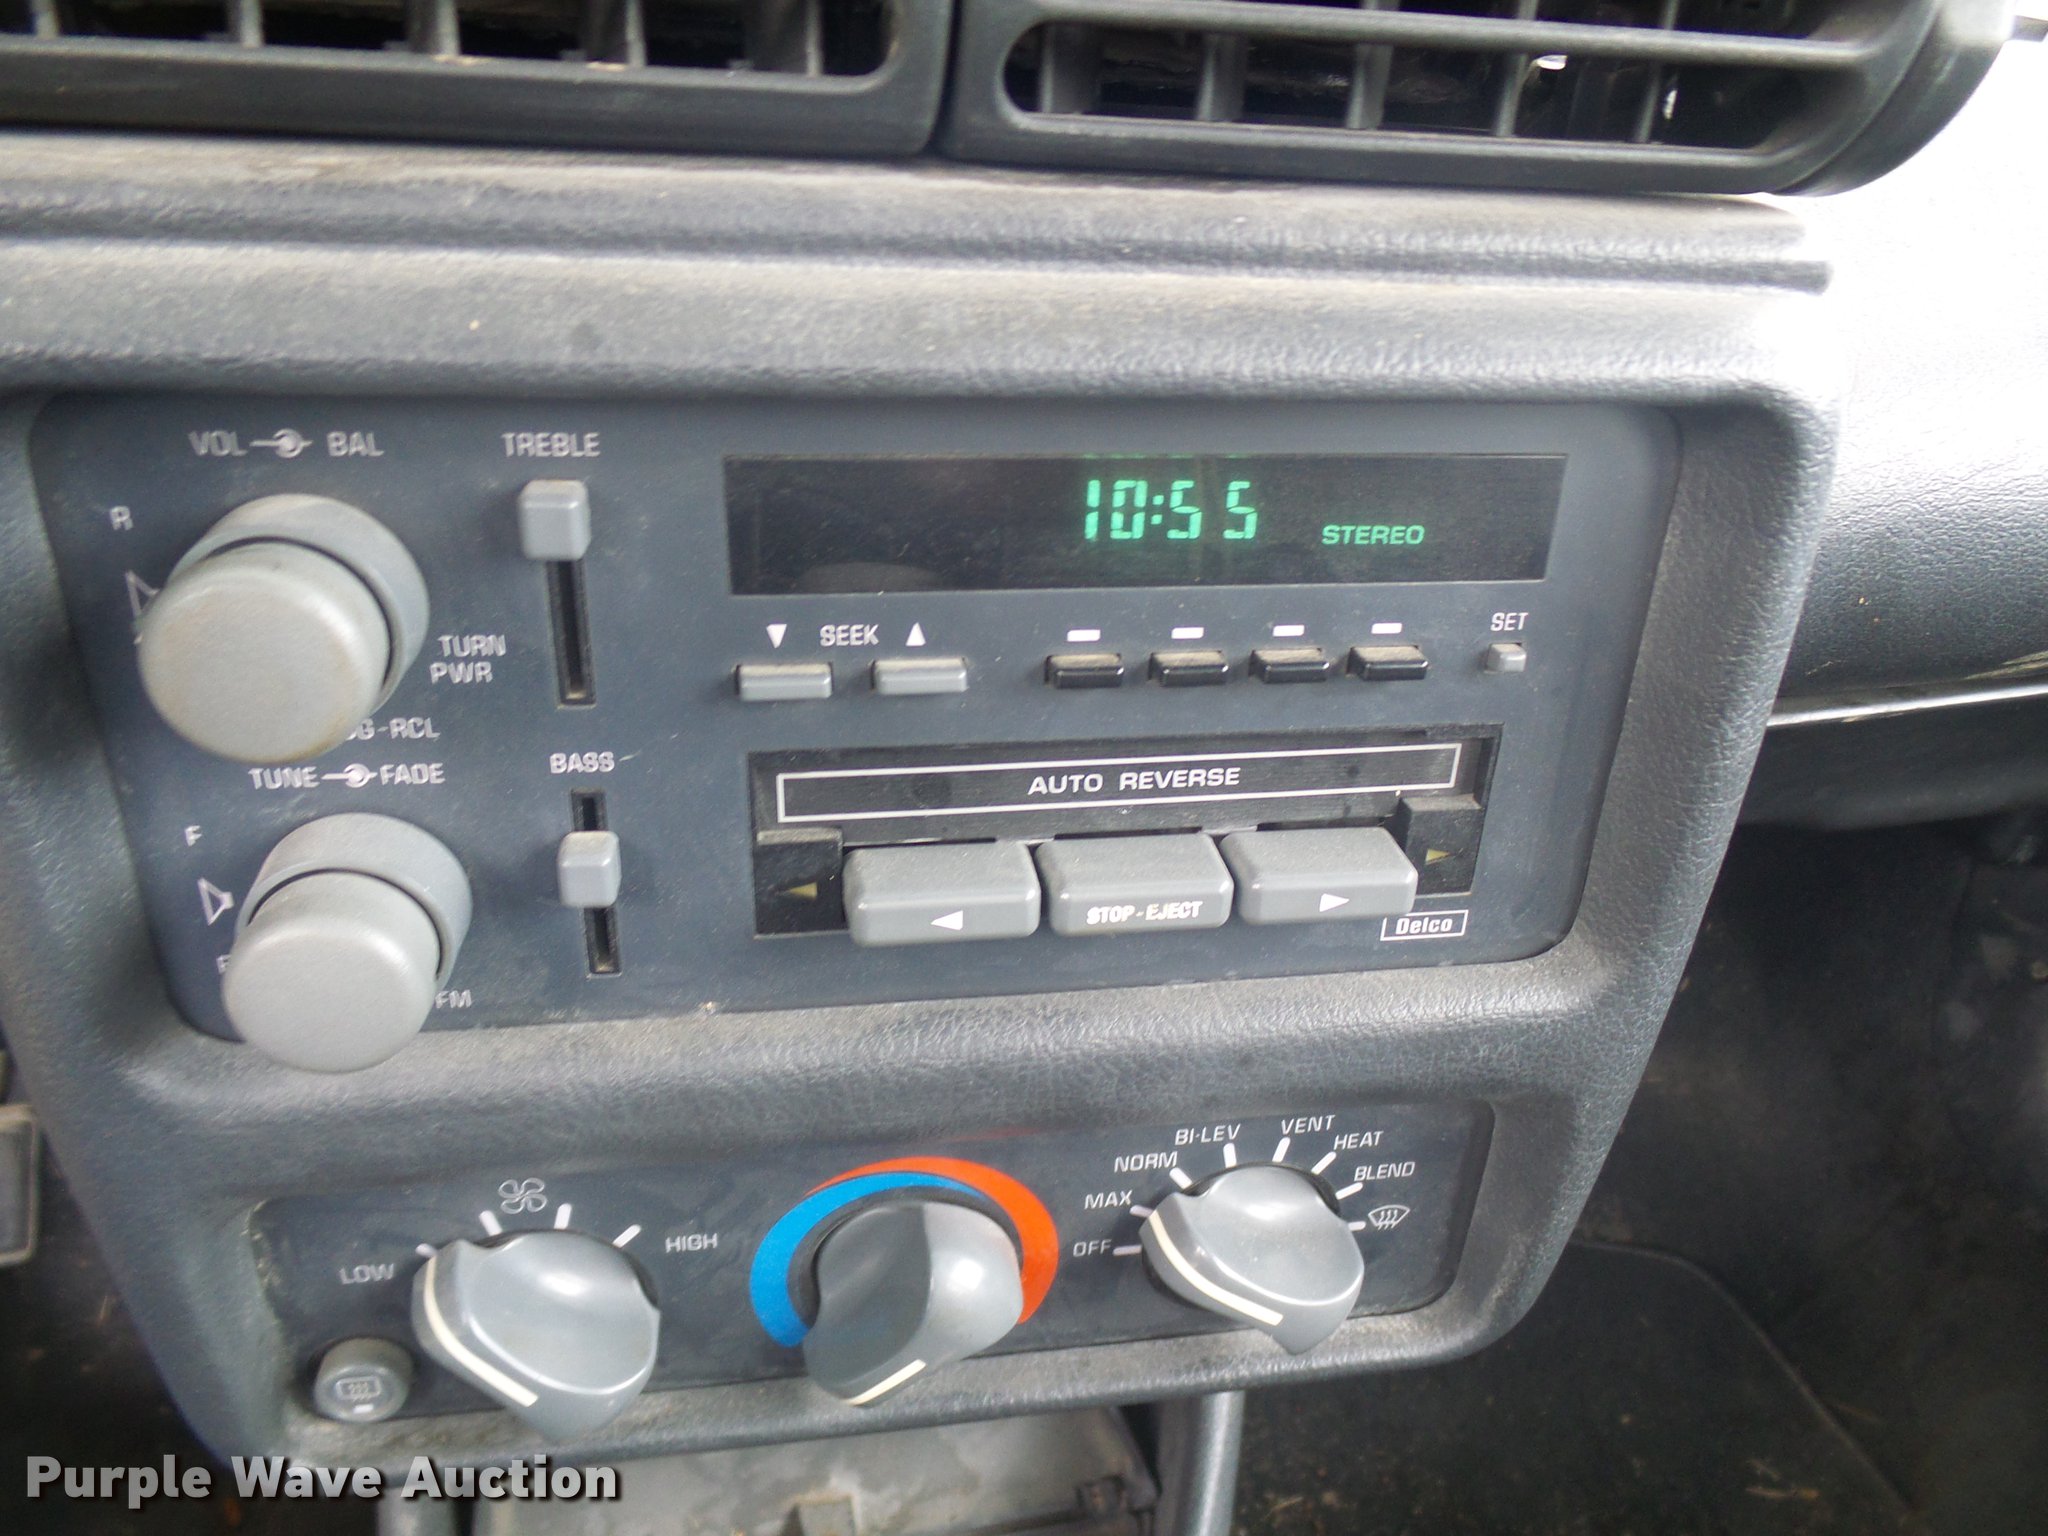 VOL BAL
TREBLE
R
10:55
STEREO
TURN
PWR
SEEK
SET
-RCL
TUNE FADE
BASS
AUTO REVERSE
F
STOP-EJECT
Delco
FM
LOW
HIGH
OFF
MAX
NORM
BI-LEV
VENT
HEAT
BLEND
Purple Wave Auction